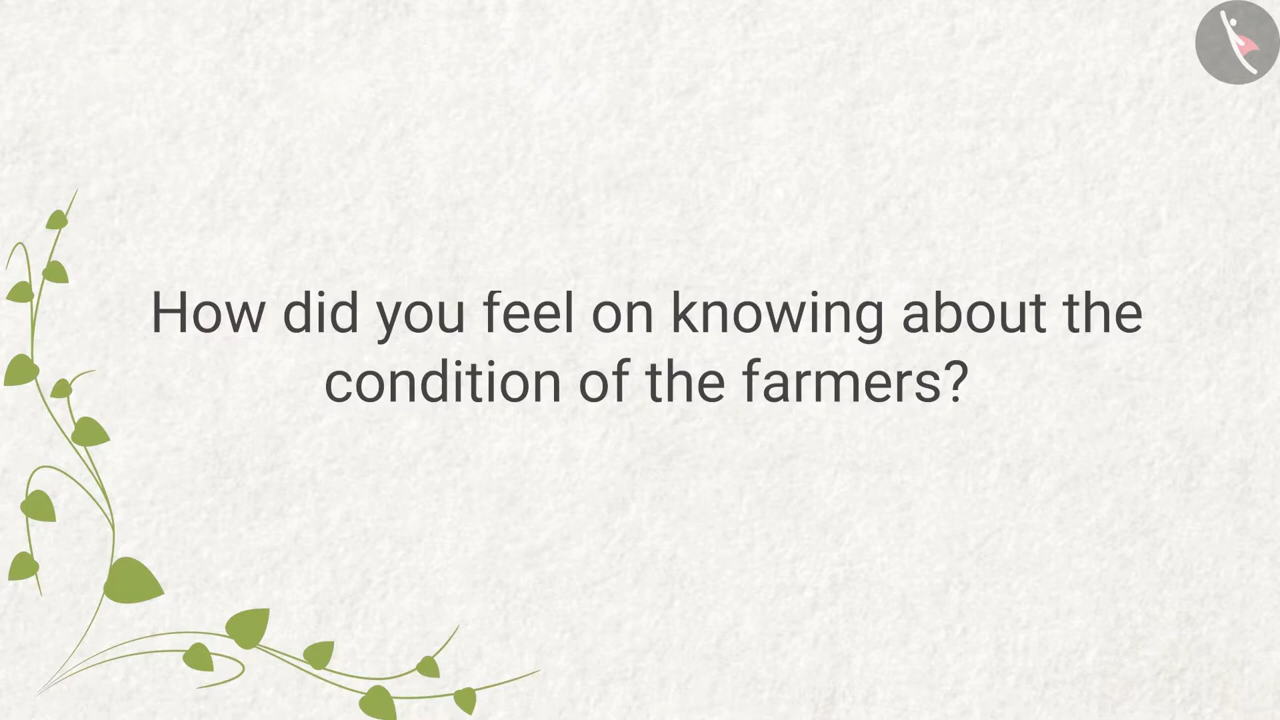 How did you feel on knowing about the
condition of the farmers?